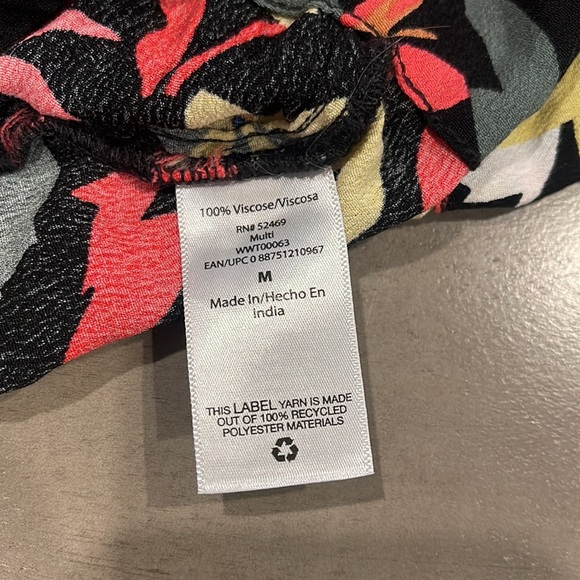 100% Viscose/Viscosa
RN# 52469
Multi
WWT00063
EAN/UPC 0 88751210967
M
Made In/Hecho En
India
THIS LABEL YARN IS MADE
OUT OF 100% RECYCLED
POLYESTER MATERIALS